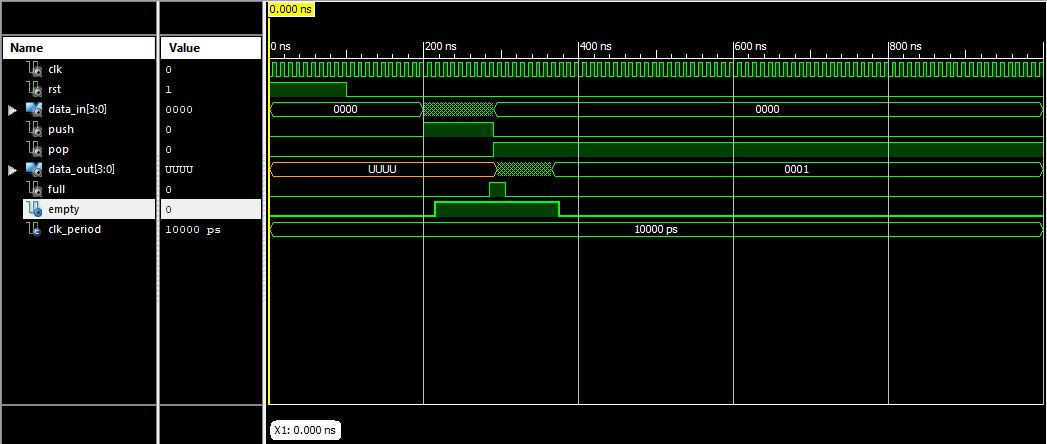 0.000 ns
Name Value
0 ns 200 ns 400 ns 600 ns 800 ns
clk 0
rst 1
data_in[3:0] 0000 0000 0000
push 0
pop 0
data_out[3:0] UUUU UUUU 0001
full 0
empty 0
clk_period 10000 ps 10000 ps
X1: 0.000 ns